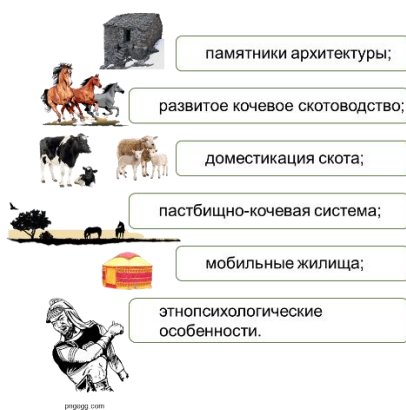 памятники архитектуры;
развитое кочевое скотоводство;
доместикация скота;
пастбищно-кочевая система;
мобильные жилища;
этнопсихологические
особенности.
pngegg.com